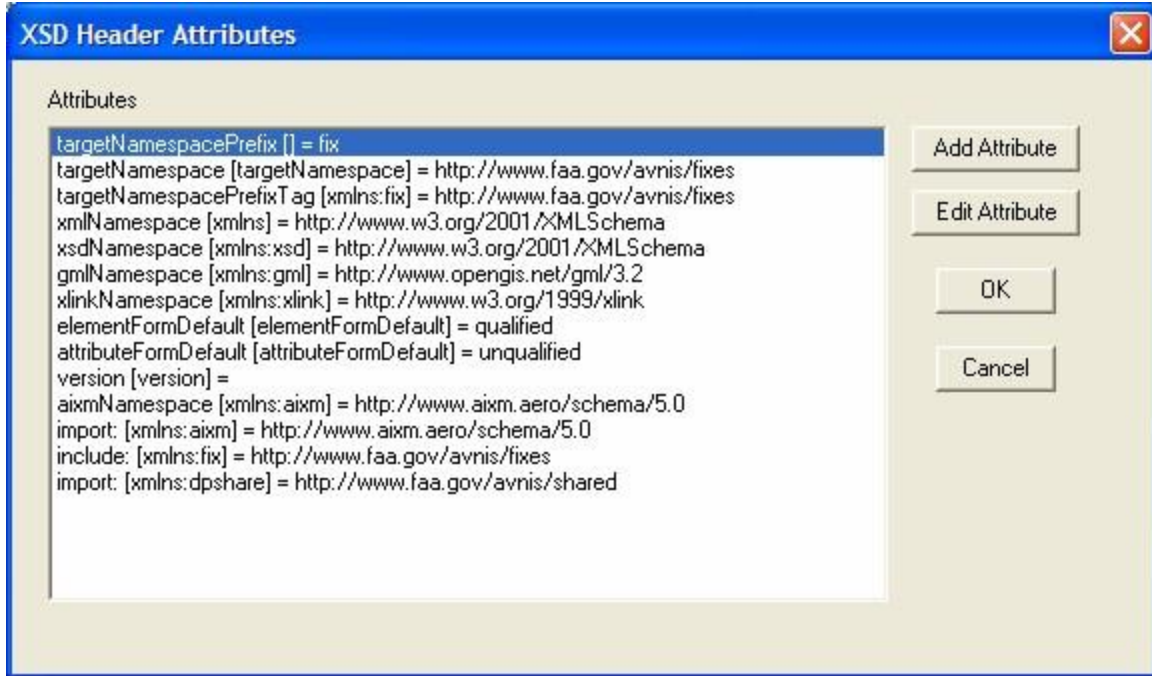 XSD Header Attributes
Attributes
targetNamespacePrefix [] = fix
targetNamespace [targetNamespace] = http://www.faa.gov/avnis/fixes
targetNamespacePrefixTag [xmlns:fix] = http://www.faa.gov/avnis/fixes
xmlNamespace [xmlns] = http://www.w3.org/2001/XMLSchema
xsdNamespace [xmlns:xsd] = http://www.w3.org/2001/XMLSchema
gmlNamespace [xmlns:gml] = http://www.opengis.net/gml/3.2
xlinkNamespace [xmlns:xlink] = http://www.w3.org/1999/xlink
elementFormDefault [elementFormDefault] = qualified
attributeFormDefault [attributeFormDefault] = unqualified
version [version] =
aixmNamespace [xmlns:aixm] = http://www.aixm.aero/schema/5.0
import: [xmlns:aixm] = http://www.aixm.aero/schema/5.0
include: [xmlns:fix] = http://www.faa.gov/avnis/fixes
import: [xmlns:dpshare] = http://www.faa.gov/avnis/shared
Add Attribute
Edit Attribute
OK
Cancel